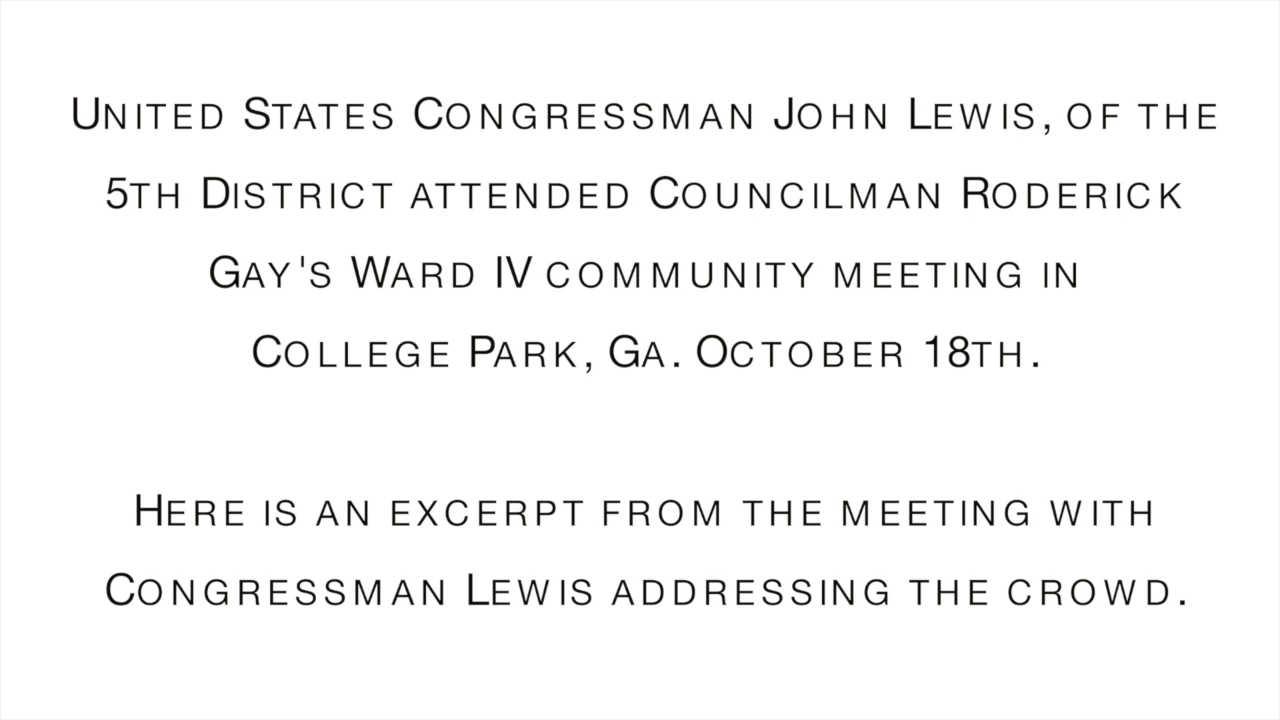 United States Congressman John Lewis, of the
5th District attended Councilman Roderick
Gay's Ward IV community meeting in
College Park, Ga. October 18th.
Here is an excerpt from the meeting with
Congressman Lewis addressing the crowd.